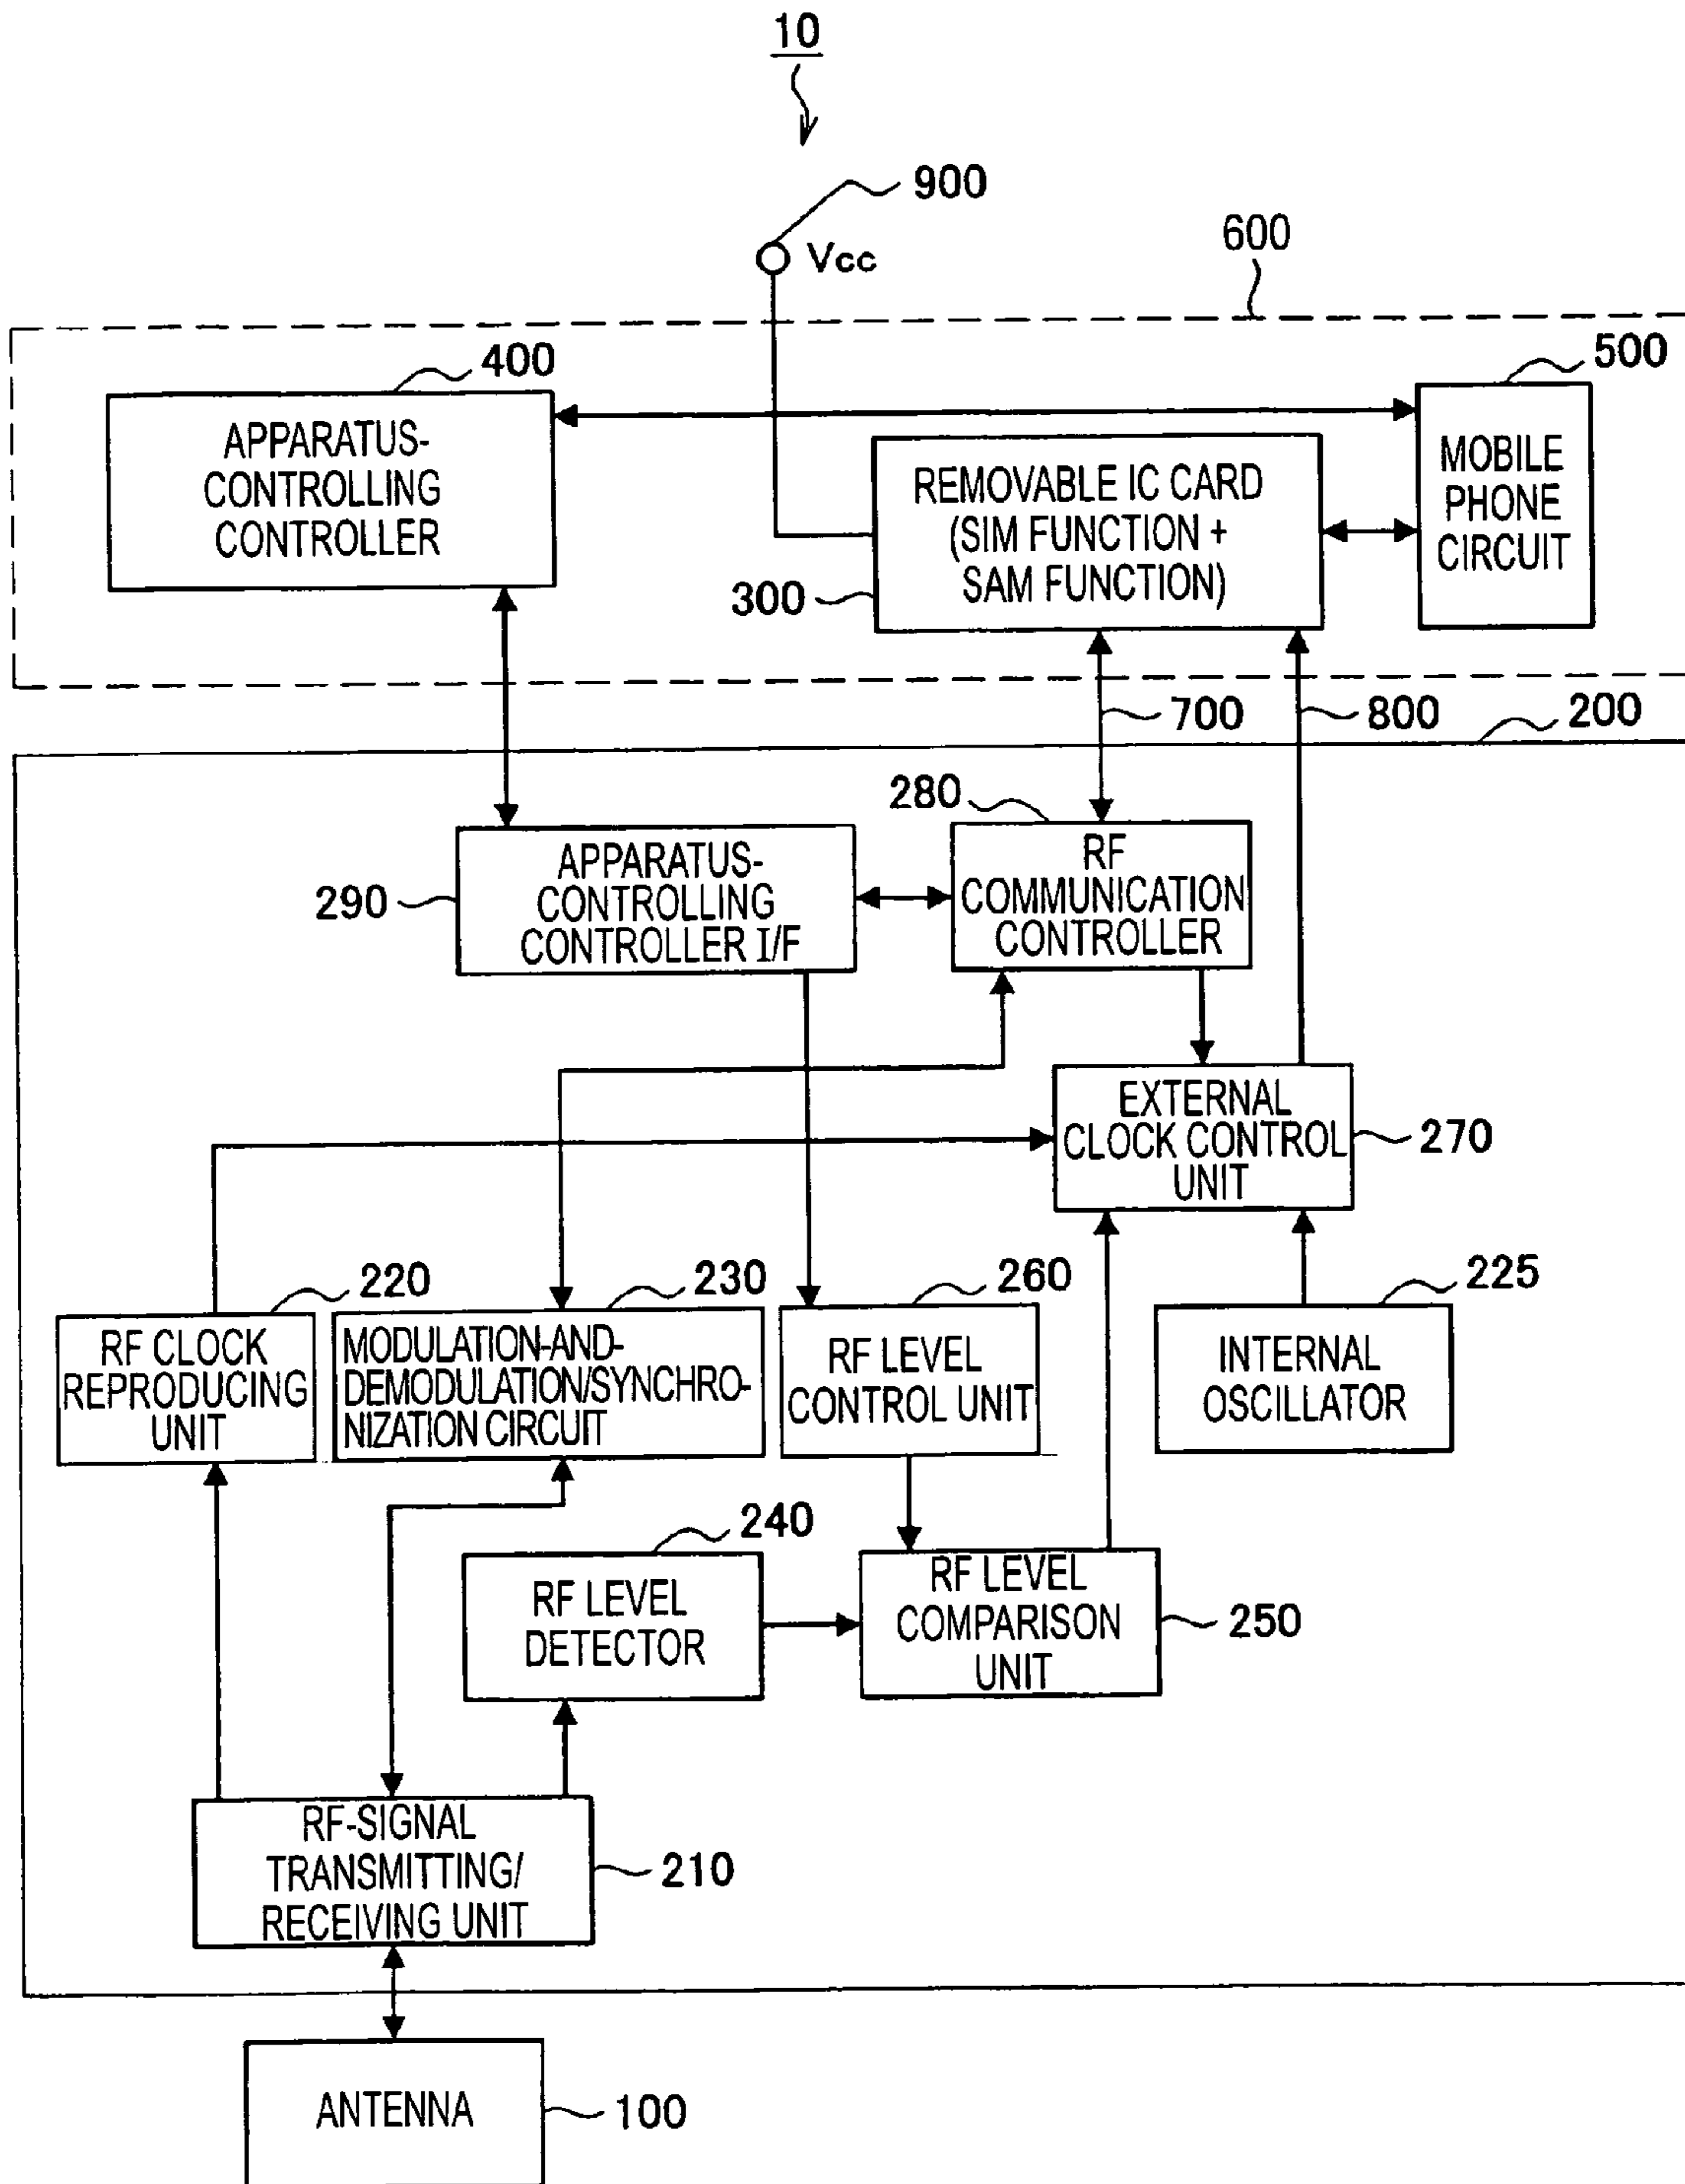 10
900
Vcc
600
400
500
APPARATUS-
CONTROLLING
CONTROLLER
REMOVABLE IC CARD
(SIM FUNCTION +
SAM FUNCTION)
MOBILE
PHONE
CIRCUIT
300
700
800
200
280
APPARATUS-
CONTROLLING
CONTROLLER I/F
290
RF
COMMUNICATION
CONTROLLER
EXTERNAL
CLOCK CONTROL
UNIT
270
220
230
260
225
RF CLOCK
REPRODUCING
UNIT
MODULATION-AND-
DEMODULATION/SYNCHRO-
NIZATION CIRCUIT
RF LEVEL
CONTROL UNIT
INTERNAL
OSCILLATOR
240
RF LEVEL
DETECTOR
RF LEVEL
COMPARISON
UNIT
250
RF-SIGNAL
TRANSMITTING/
RECEIVING UNIT
210
ANTENNA
100